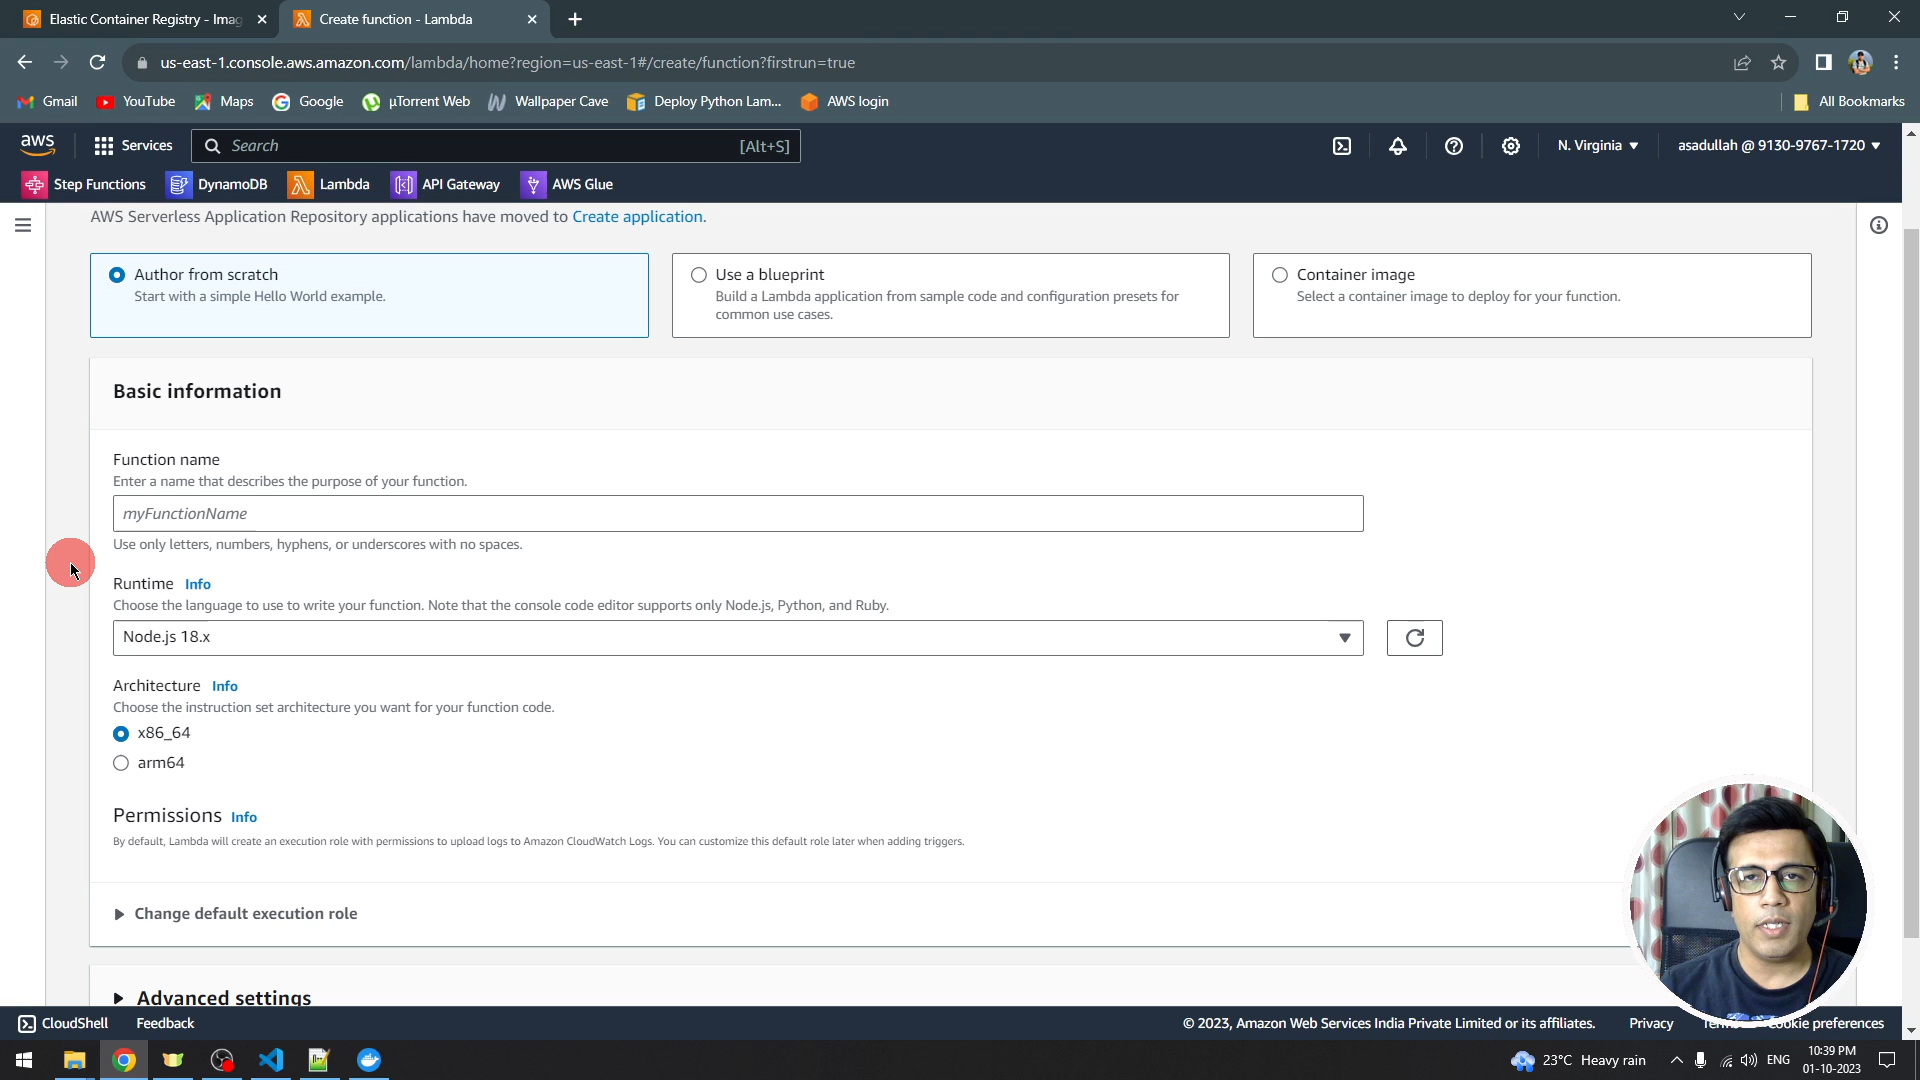 Elastic Container Registry - Imag
Create function - Lambda
us-east-1.console.aws.amazon.com/lambda/home?region=us-east-1#/create/function?firstrun=true
Gmail
YouTube
Maps
Google
µTorrent Web
Wallpaper Cave
Deploy Python Lam...
AWS login
All Bookmarks
aws
Services
Search
[Alt+S]
N. Virginia
asadullah @ 9130-9767-1720
Step Functions
DynamoDB
Lambda
API Gateway
AWS Glue
AWS Serverless Application Repository applications have moved to Create application.
Author from scratch
Start with a simple Hello World example.
Use a blueprint
Build a Lambda application from sample code and configuration presets for
common use cases.
Container image
Select a container image to deploy for your function.
Basic information
Function name
Enter a name that describes the purpose of your function.
myFunctionName
Use only letters, numbers, hyphens, or underscores with no spaces.
Runtime Info
Choose the language to use to write your function. Note that the console code editor supports only Node.js, Python, and Ruby.
Node.js 18.x
Architecture Info
Choose the instruction set architecture you want for your function code.
x86_64
arm64
Permissions Info
By default, Lambda will create an execution role with permissions to upload logs to Amazon CloudWatch Logs. You can customize this default role later when adding triggers.
Change default execution role
Advanced settings
CloudShell
Feedback
© 2023, Amazon Web Services India Private Limited or its affiliates.
Privacy
Cookie preferences
23°C Heavy rain
ENG
10:39 PM
01-10-2023